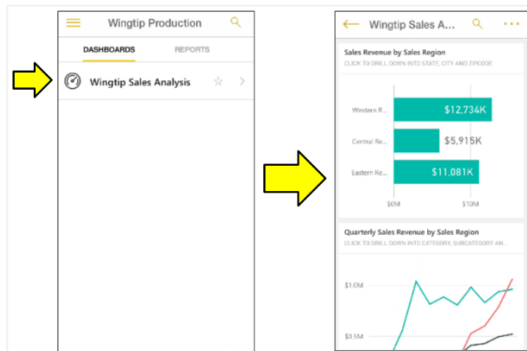 Wingtip Production
DASHBOARDS REPORTS
Wingtip Sales Analysis
Wingtip Sales A...
Sales Revenue by Sales Region
CLICK TO DRILL DOWN INTO STATE, CITY AND ZIPCODE
Western R... $12,734K
Central Re... $5,915K
Eastern Re... $11,081K
$0M $10M
Quarterly Sales Revenue by Sales Region
CLICK TO DRILL DOWN INTO CATEGORY, SUBCATEGORY AN...
$1.0M
$0.5M